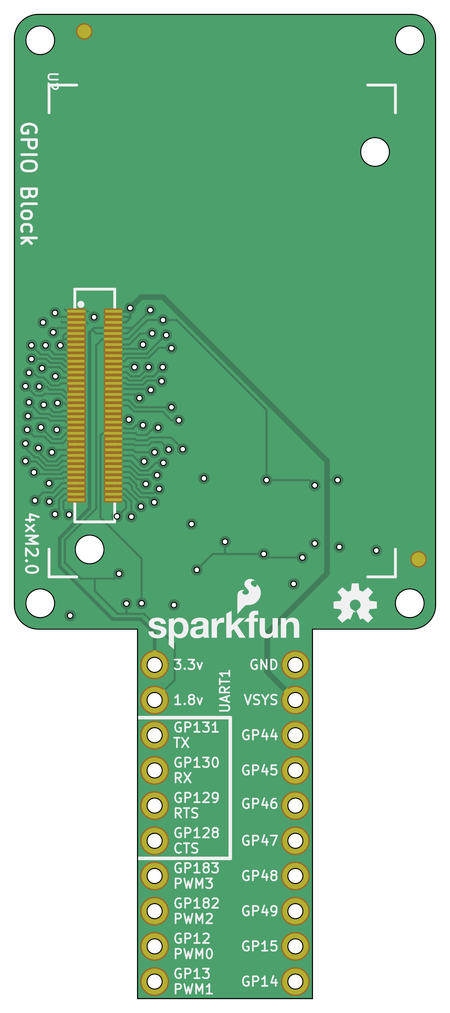 GPIO Block
4xM2.0
sparkfun
UART1
3.3v
GND
1.8v
VSYS
GP131
TX
GP44
GP130
RX
GP45
GP129
RTS
GP46
GP128
CTS
GP47
GP183
PWM3
GP48
GP182
PWM2
GP49
GP12
PWM0
GP15
GP13
PWM1
GP14